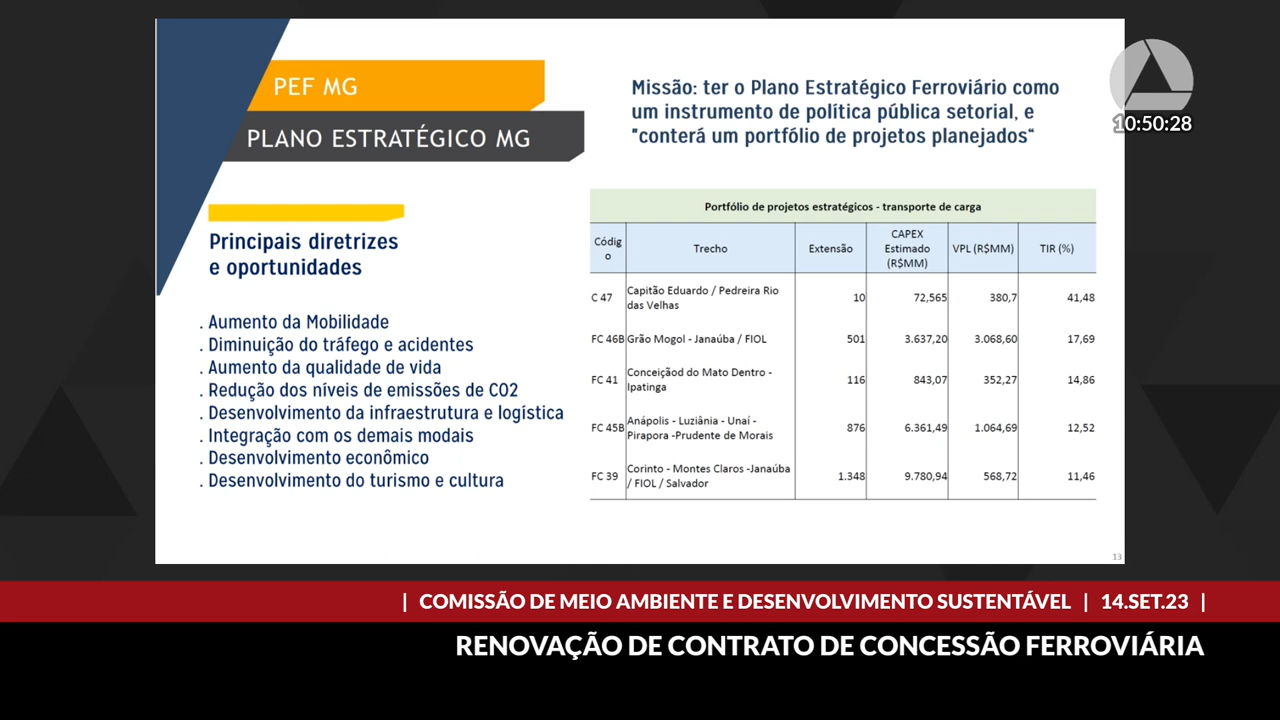 PEF MG
PLANO ESTRATÉGICO MG
Missão: ter o Plano Estratégico Ferroviário como
um instrumento de política pública setorial, e
"conterá um portfólio de projetos planejados“
10:50:28
Principais diretrizes
e oportunidades
. Aumento da Mobilidade
. Diminuição do tráfego e acidentes
. Aumento da qualidade de vida
. Redução dos níveis de emissões de CO2
. Desenvolvimento da infraestrutura e logística
. Integração com os demais modais
. Desenvolvimento econômico
. Desenvolvimento do turismo e cultura
Portfólio de projetos estratégicos - transporte de carga
Códig
o
Trecho
Extensão
CAPEX
Estimado
(R$MM)
VPL (R$MM)
TIR (%)
C 47
Capitão Eduardo / Pedreira Rio
das Velhas
10
72,565
380,7
41,48
FC 46B
Grão Mogol - Janaúba / FIOL
501
3.637,20
3.068,60
17,69
FC 41
Conceiçãod do Mato Dentro -
Ipatinga
116
843,07
352,27
14,86
FC 45B
Anápolis - Luziânia - Unaí -
Pirapora -Prudente de Morais
876
6.361,49
1.064,69
12,52
FC 39
Corinto - Montes Claros -Janaúba
/ FIOL / Salvador
1.348
9.780,94
568,72
11,46
13
| COMISSÃO DE MEIO AMBIENTE E DESENVOLVIMENTO SUSTENTÁVEL | 14.SET.23 |
RENOVAÇÃO DE CONTRATO DE CONCESSÃO FERROVIÁRIA